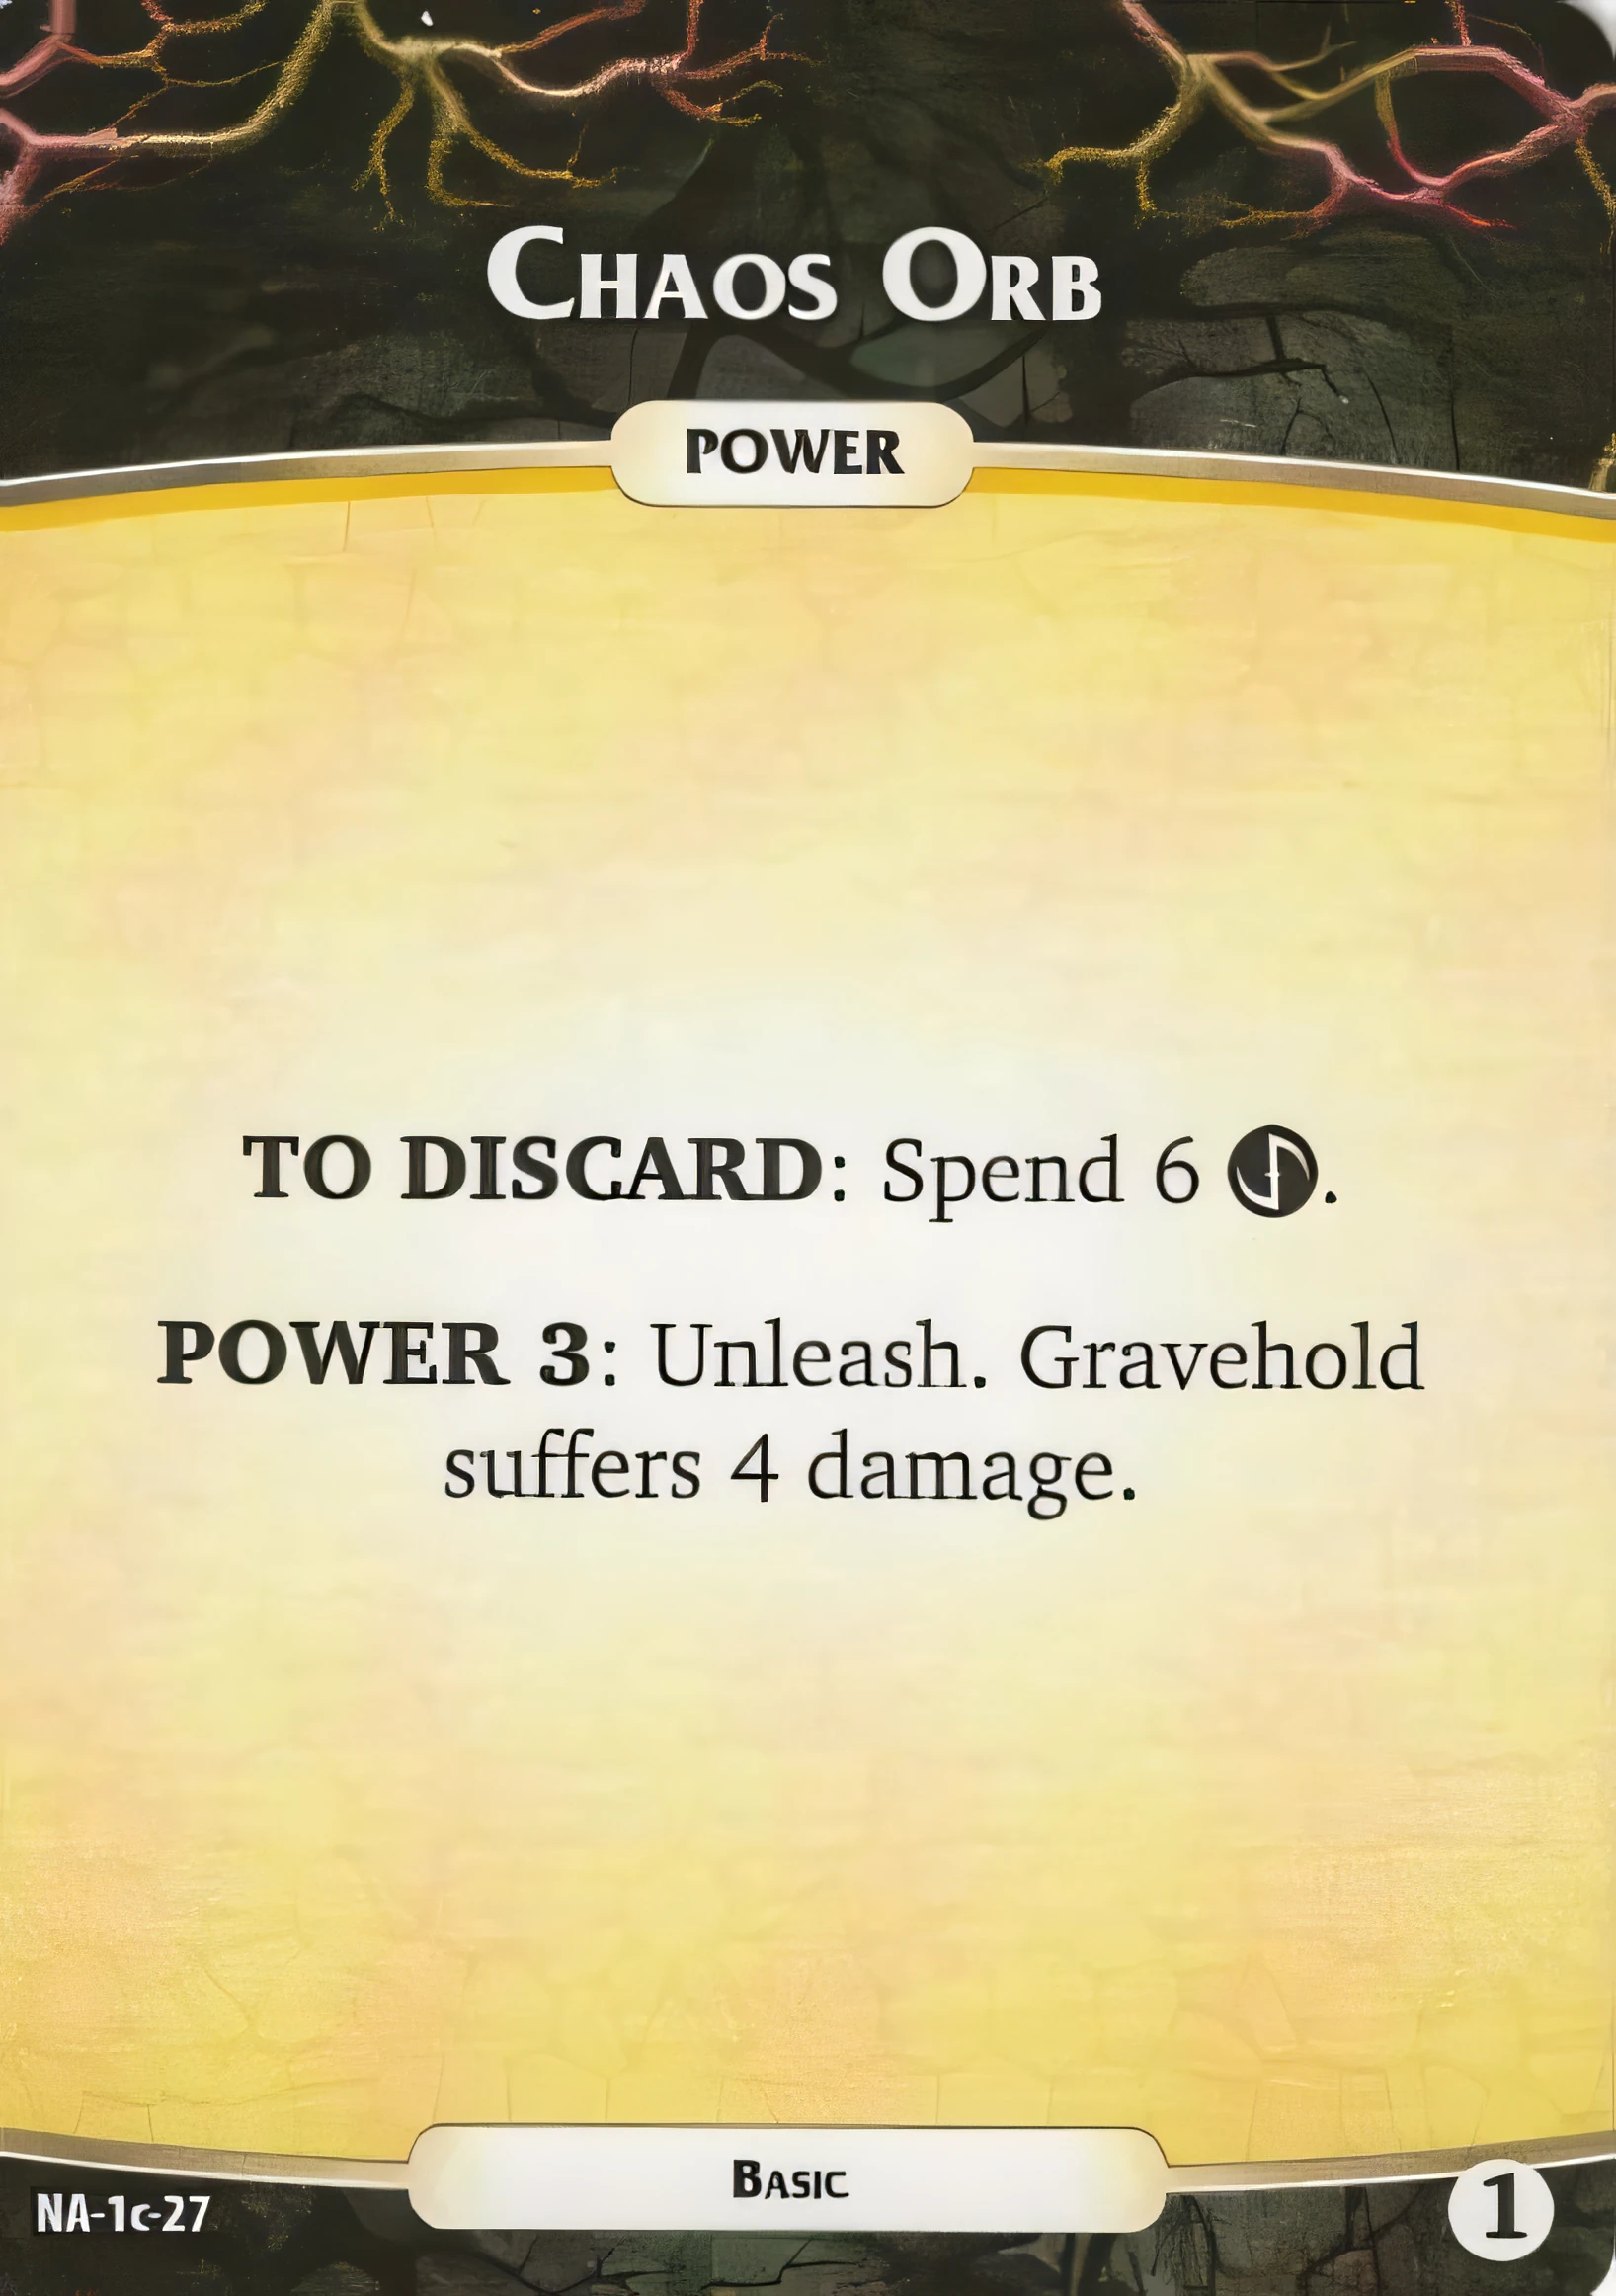 Chaos Orb
POWER
TO DISCARD: Spend 6 .
POWER 3: Unleash. Gravehold
suffers 4 damage.
Basic
NA-1c-27
1